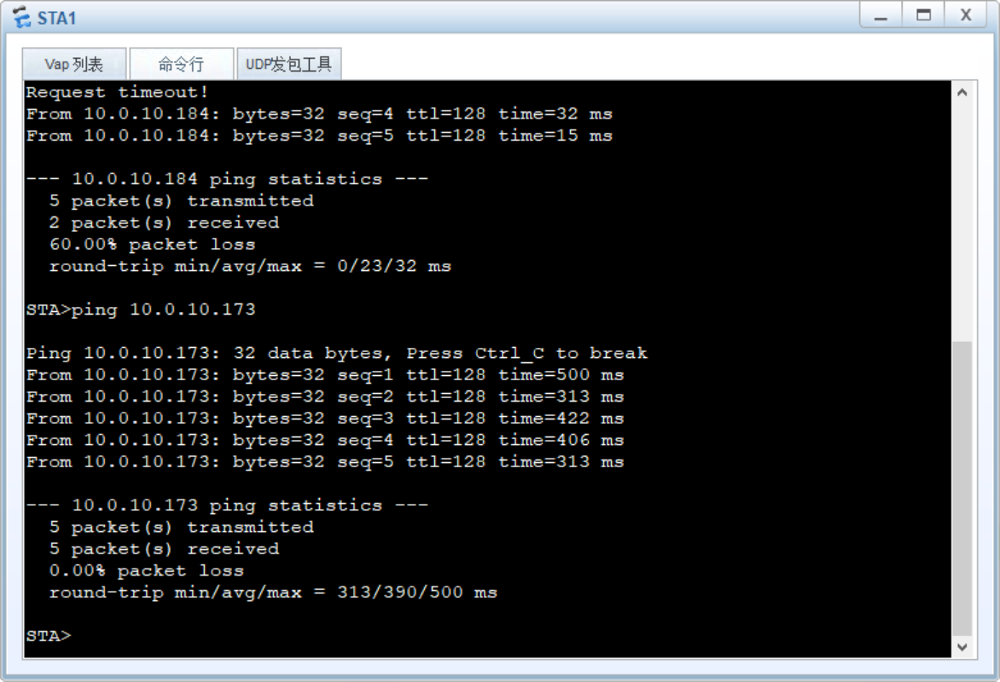 STA1
Vap 列表 命令行 UDP发包工具
Request timeout!
From 10.0.10.184: bytes=32 seq=4 ttl=128 time=32 ms
From 10.0.10.184: bytes=32 seq=5 ttl=128 time=15 ms
--- 10.0.10.184 ping statistics ---
5 packet(s) transmitted
2 packet(s) received
60.00% packet loss
round-trip min/avg/max = 0/23/32 ms
STA>ping 10.0.10.173
Ping 10.0.10.173: 32 data bytes, Press Ctrl_C to break
From 10.0.10.173: bytes=32 seq=1 ttl=128 time=500 ms
From 10.0.10.173: bytes=32 seq=2 ttl=128 time=313 ms
From 10.0.10.173: bytes=32 seq=3 ttl=128 time=422 ms
From 10.0.10.173: bytes=32 seq=4 ttl=128 time=406 ms
From 10.0.10.173: bytes=32 seq=5 ttl=128 time=313 ms
--- 10.0.10.173 ping statistics ---
5 packet(s) transmitted
5 packet(s) received
0.00% packet loss
round-trip min/avg/max = 313/390/500 ms
STA>